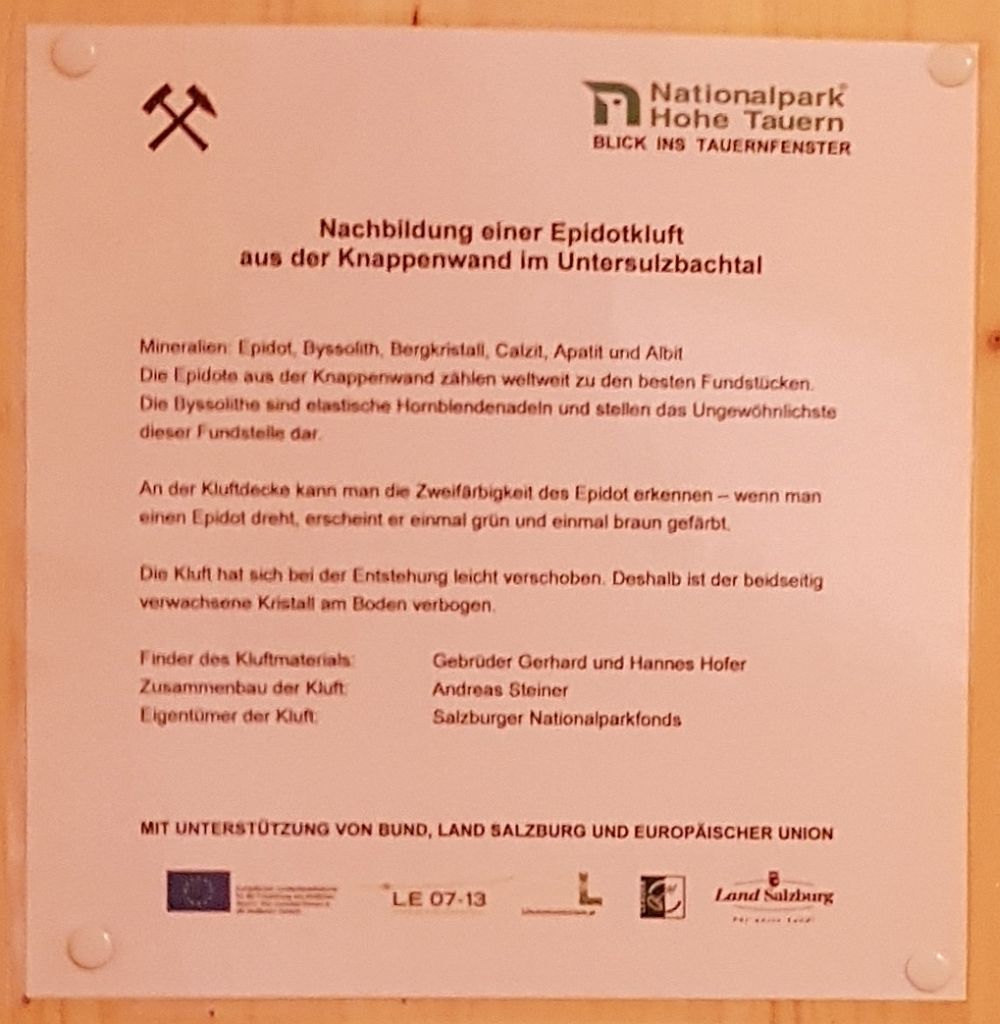 Nationalpark
Hohe Tauern
BLICK INS TAUERNFENSTER
Nachbildung einer Epidotkluft
aus der Knappenwand im Untersulzbachtal
Mineralien: Epidot, Byssolith, Bergkristall, Calzit, Apatit und Albit
Die Epidote aus der Knappenwand zählen weltweit zu den besten Fundstücken.
Die Byssolithe sind elastische Hornblendenadeln und stellen das Ungewöhnlichste
dieser Fundstelle dar.
An der Kluftdecke kann man die Zweifärbigkeit des Epidot erkennen – wenn man
einen Epidot dreht, erscheint er einmal grün und einmal braun gefärbt.
Die Kluft hat sich bei der Entstehung leicht verschoben. Deshalb ist der beidseitig
verwachsene Kristall am Boden verbogen.
Finder des Kluftmaterials: Gebrüder Gerhard und Hannes Hofer
Zusammenbau der Kluft: Andreas Steiner
Eigentümer der Kluft: Salzburger Nationalparkfonds
MIT UNTERSTÜTZUNG VON BUND, LAND SALZBURG UND EUROPÄISCHER UNION
LE 07-13
Land Salzburg